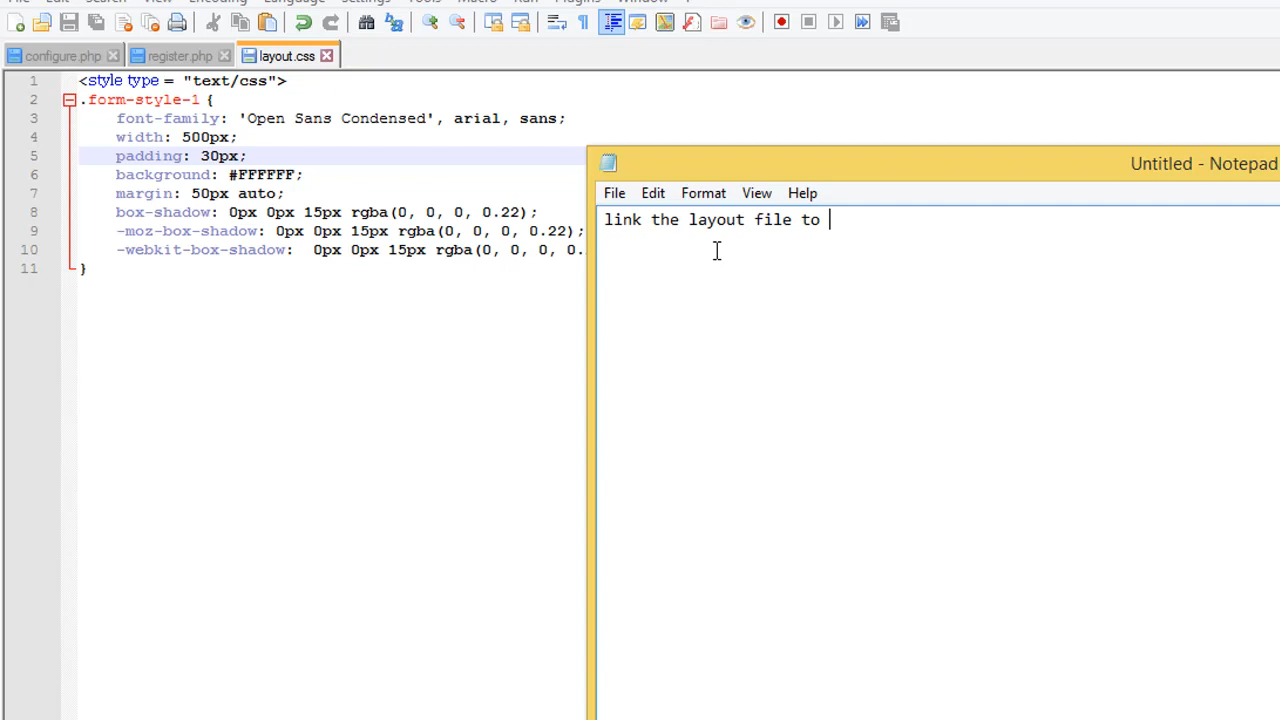 configure.php
register.php
layout.css
1 <style type = "text/css">
2 .form-style-1 {
3 font-family: 'Open Sans Condensed', arial, sans;
4 width: 500px;
5 padding: 30px;
6 background: #FFFFFF;
7 margin: 50px auto;
8 box-shadow: 0px 0px 15px rgba(0, 0, 0, 0.22);
9 -moz-box-shadow: 0px 0px 15px rgba(0, 0, 0, 0.22);
10 -webkit-box-shadow:  0px 0px 15px rgba(0, 0, 0, 0.
11 }
Untitled - Notepad
File Edit Format View Help
link the layout file to